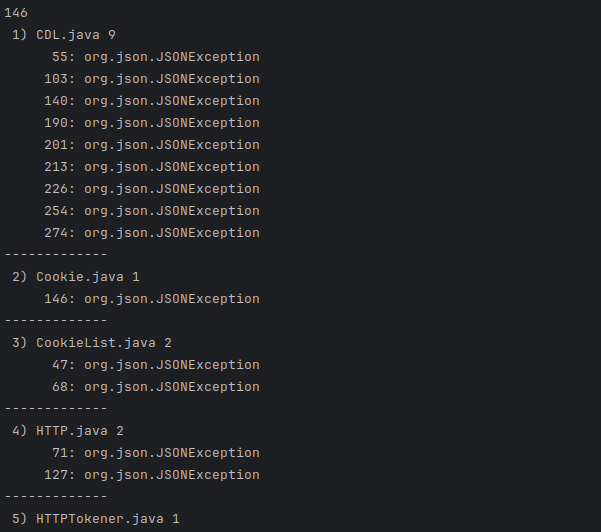 146
1) CDL.java 9
55: org.json.JSONException
103: org.json.JSONException
140: org.json.JSONException
190: org.json.JSONException
201: org.json.JSONException
213: org.json.JSONException
226: org.json.JSONException
254: org.json.JSONException
274: org.json.JSONException
-------------
2) Cookie.java 1
146: org.json.JSONException
-------------
3) CookieList.java 2
47: org.json.JSONException
68: org.json.JSONException
-------------
4) HTTP.java 2
71: org.json.JSONException
127: org.json.JSONException
-------------
5) HTTPTokener.java 1